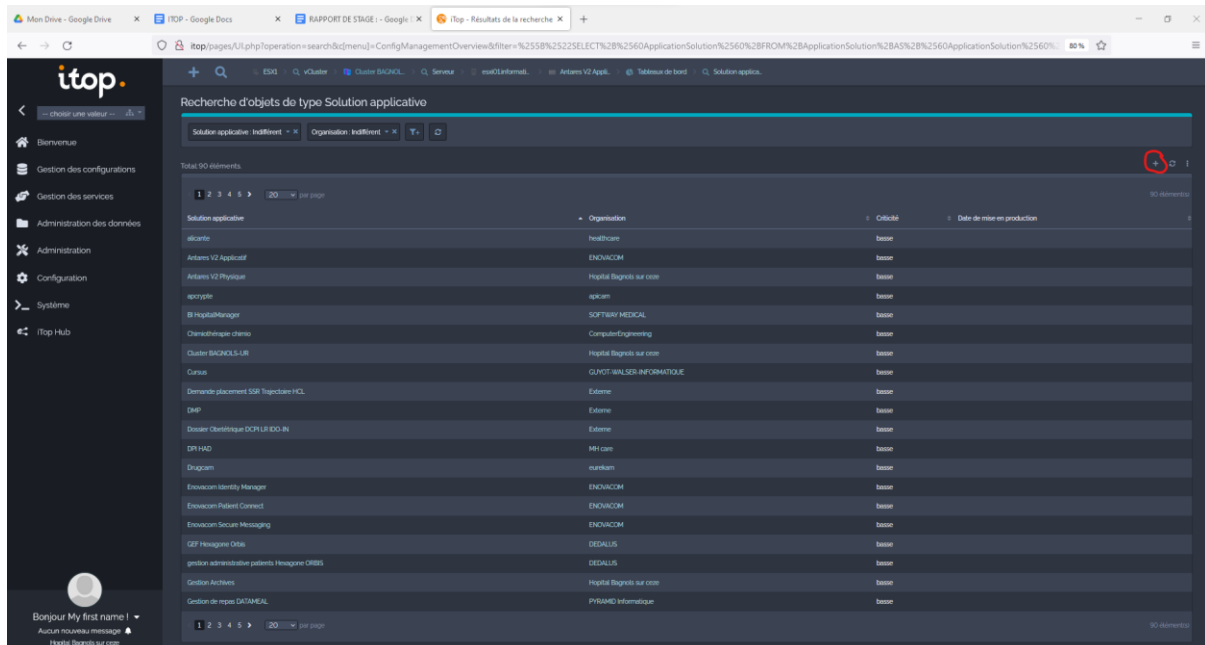 Mon Drive - Google Drive
ITOP - Google Docs
RAPPORT DE STAGE : - Google
iTop - Résultats de la recherche
itop/pages/UI.php?operation=search&c[menu]=ConfigManagementOverview&filter=%255B%2522SELECT%2B%2560ApplicationSolution%2560%2BFROM%2BApplicationSolution%2BAS%2B%2560ApplicationSolution%2560%
80 %
itop
ESXi
vCluster
Cluster BAGNOL...
Serveur
Antares V2 Appli...
Tableaux de bord
Solution applica...
-- choisir une valeur --
Bienvenue
Gestion des configurations
Gestion des services
Administration des données
Administration
Configuration
Système
iTop Hub
Recherche d'objets de type Solution applicative
Solution applicative : Indifférent
Organisation : Indifférent
Total: 90 éléments.
1 2 3 4 5 20 par page 90 élément(s)
Solution applicative Organisation Criticité Date de mise en production
alicante healthcare basse
Antares V2 Applicatif ENOVACOM basse
Antares V2 Physique Hopital Bagnols sur ceze basse
apcrypte apicem basse
BI HopitalManager SOFTWAY MEDICAL basse
Chimiothérapie chimio ComputerEngineering basse
Cluster BAGNOLS-UR Hopital Bagnols sur ceze basse
Cursus GUYOT-WALSER-INFORMATIQUE basse
Demande placement SSR Trajectoire HCL Externe basse
DMP Externe basse
Dossier Obstétrique DCPI LR IDO-IN Externe basse
DPI HAD MH care basse
Drugcam eurekam basse
Enovacom Identity Manager ENOVACOM basse
Enovacom Patient Connect ENOVACOM basse
Enovacom Secure Messaging ENOVACOM basse
GEF Hexagone Orbis DEDALUS basse
gestion administrative patients Hexagone ORBIS DEDALUS basse
Gestion Archives Hopital Bagnols sur ceze basse
Gestion de repas DATAMEAL PYRAMID Informatique basse
1 2 3 4 5 20 par page 90 élément(s)
Bonjour My first name !
Aucun nouveau message
Hopital Bagnols sur ceze